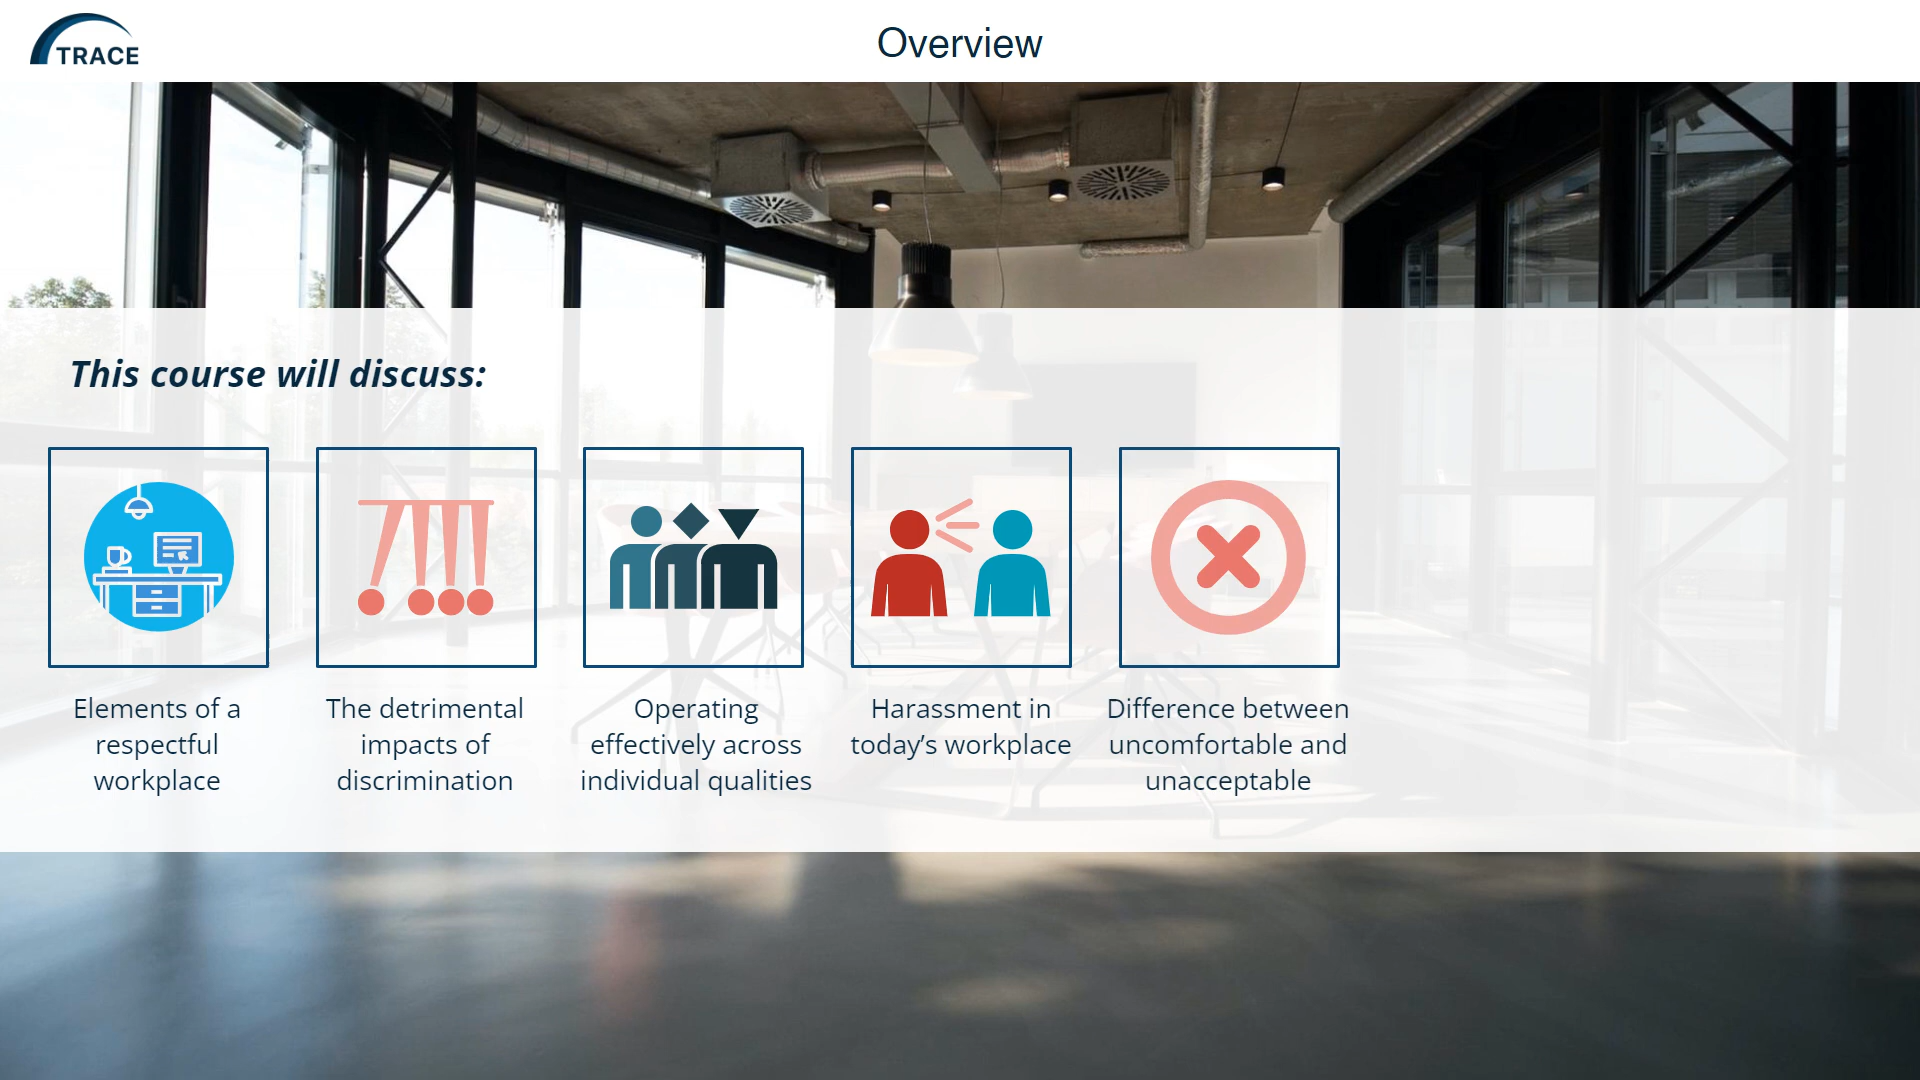 TRACE
Overview
This course will discuss:
Elements of a
respectful
workplace
The detrimental
impacts of
discrimination
Operating
effectively across
individual qualities
Harassment in
today’s workplace
Difference between
uncomfortable and
unacceptable